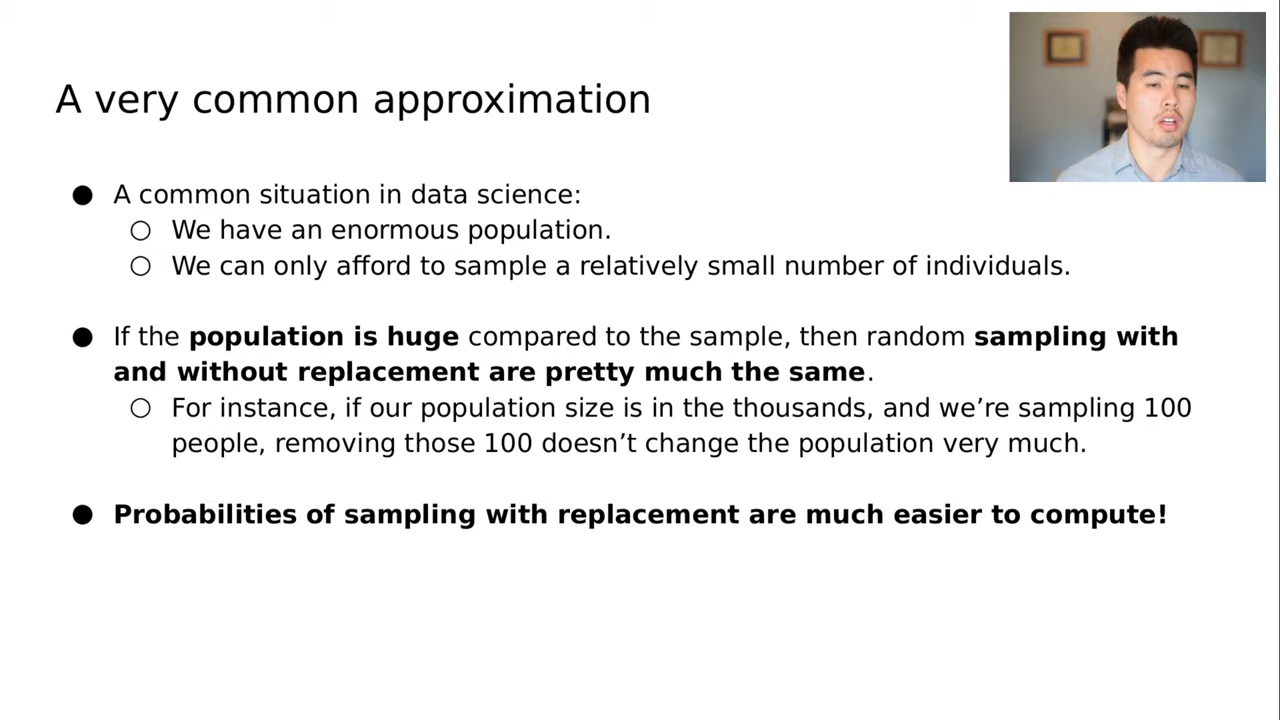 A very common approximation
● A common situation in data science:
○ We have an enormous population.
○ We can only afford to sample a relatively small number of individuals.
● If the population is huge compared to the sample, then random sampling with
and without replacement are pretty much the same.
○ For instance, if our population size is in the thousands, and we’re sampling 100
people, removing those 100 doesn’t change the population very much.
● Probabilities of sampling with replacement are much easier to compute!